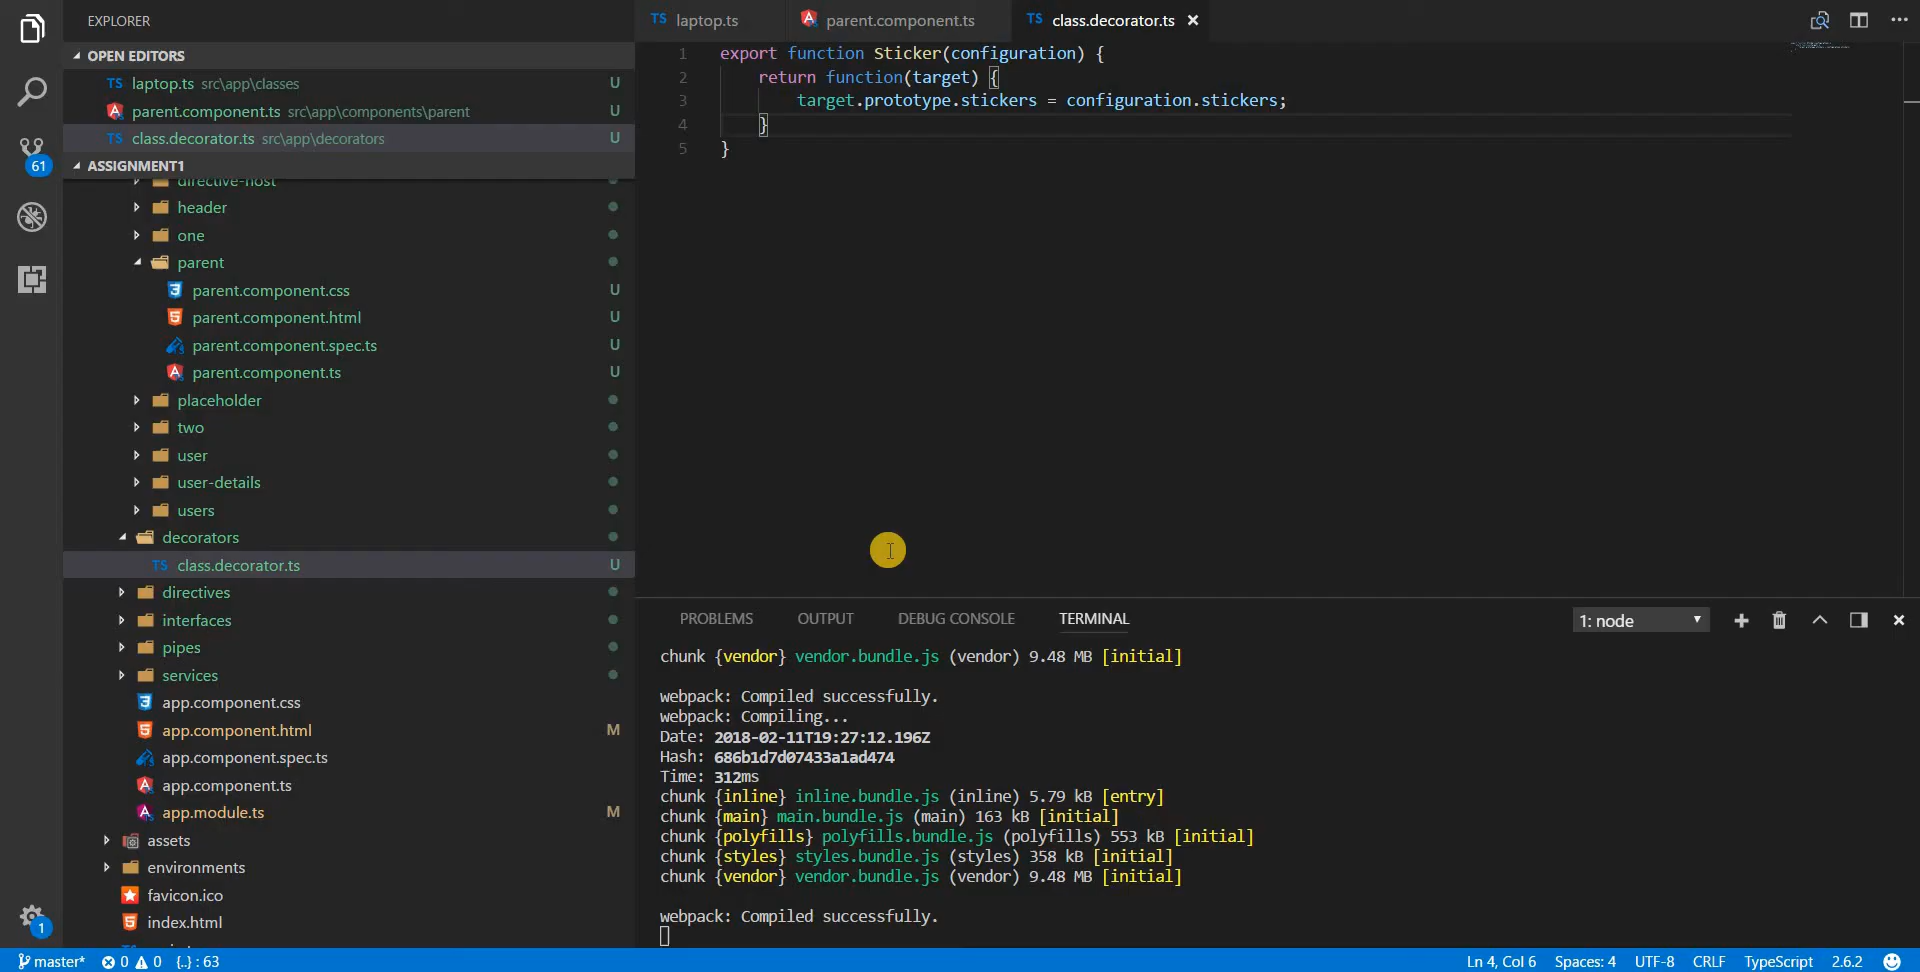 EXPLORER
OPEN EDITORS
TS laptop.ts src\app\classes U
parent.component.ts src\app\components\parent U
TS class.decorator.ts src\app\decorators U
61
ASSIGNMENT1
directive-host
header
one
parent
parent.component.css U
parent.component.html U
parent.component.spec.ts U
parent.component.ts U
placeholder
two
user
user-details
users
decorators
TS class.decorator.ts U
directives
interfaces
pipes
services
app.component.css
app.component.html M
app.component.spec.ts
app.component.ts
app.module.ts M
assets
environments
favicon.ico
index.html
1
TS laptop.ts
parent.component.ts
TS class.decorator.ts ×
1 export function Sticker(configuration) {
2 return function(target) {
3 target.prototype.stickers = configuration.stickers;
4 }
5 }
PROBLEMS OUTPUT DEBUG CONSOLE TERMINAL 1: node
chunk {vendor} vendor.bundle.js (vendor) 9.48 MB [initial]
webpack: Compiled successfully.
webpack: Compiling...
Date: 2018-02-11T19:27:12.196Z
Hash: 686b1d7d07433a1ad474
Time: 312ms
chunk {inline} inline.bundle.js (inline) 5.79 kB [entry]
chunk {main} main.bundle.js (main) 163 kB [initial]
chunk {polyfills} polyfills.bundle.js (polyfills) 553 kB [initial]
chunk {styles} styles.bundle.js (styles) 358 kB [initial]
chunk {vendor} vendor.bundle.js (vendor) 9.48 MB [initial]
webpack: Compiled successfully.
master* 0 0 {..} : 63 Ln 4, Col 6 Spaces: 4 UTF-8 CRLF TypeScript 2.6.2